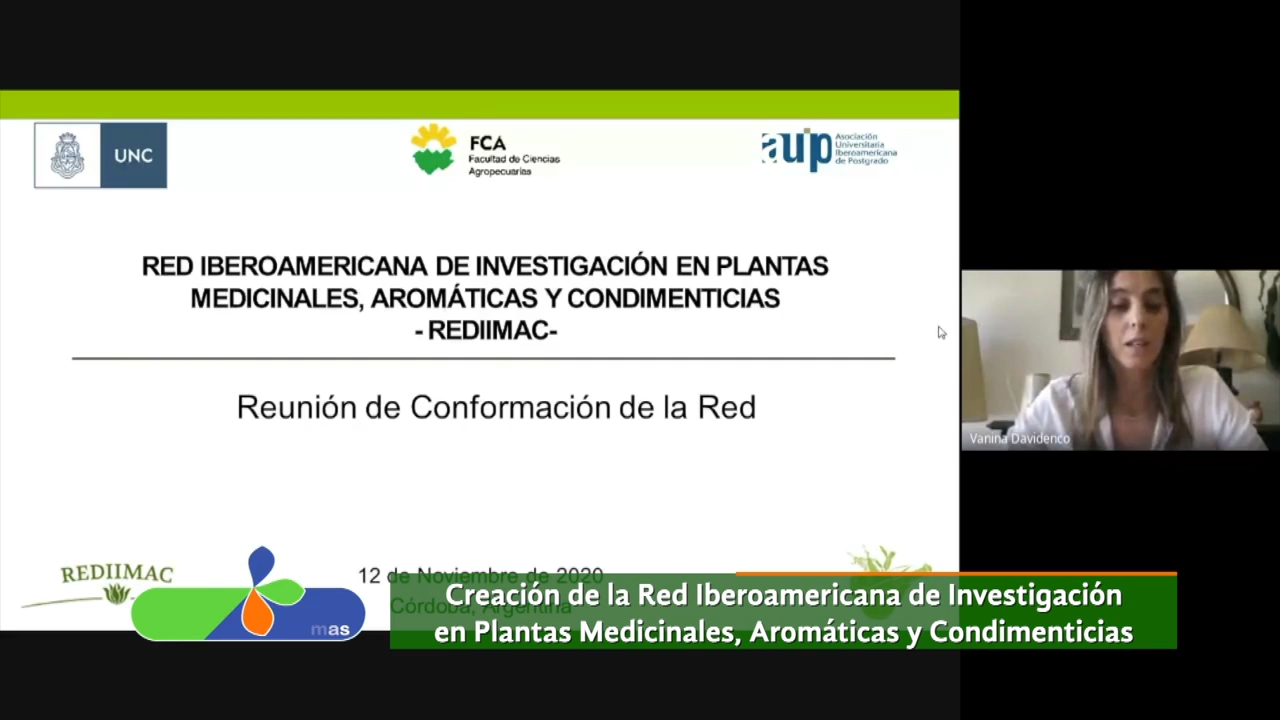 UNC
FCA
Facultad de Ciencias
Agropecuarias
auip
Asociación
Universitaria
Iberoamericana
de Postgrado
RED IBEROAMERICANA DE INVESTIGACIÓN EN PLANTAS
MEDICINALES, AROMÁTICAS Y CONDIMENTICIAS
- REDIIMAC-
Reunión de Conformación de la Red
Vanina Davidenco
REDIIMAC
12 de Noviembre de 2020
Córdoba, Argentina
mas
Creación de la Red Iberoamericana de Investigación
en Plantas Medicinales, Aromáticas y Condimenticias